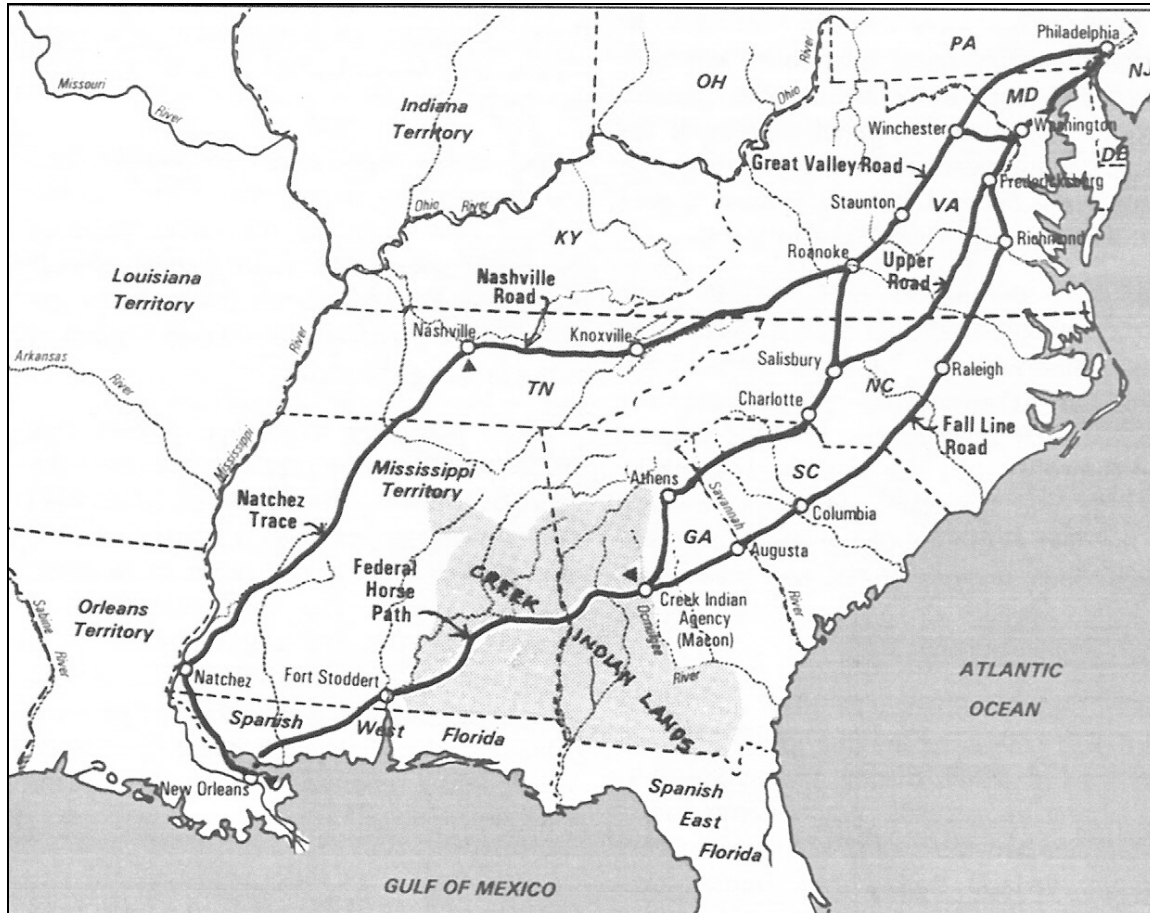 Philadelphia
PA
NJ
OH
River
Ohio
MD
Missouri
River
Indiana
Territory
Winchester
Washington
DE
Great Valley Road
Fredericksburg
Staunton
VA
Ohio
River
KY
Richmond
Roanoke
Upper
Road
Louisiana
Territory
Nashville
Road
Nashville
Knoxville
River
Arkansas
River
Salisbury
NC
Raleigh
TN
Charlotte
Fall Line
Road
Mississippi
Mississippi
Territory
SC
Athens
Savannah
Columbia
Natchez
Trace
GA
Augusta
Federal
Horse
Path
CREEK
Creek Indian
Agency
(Macon)
Ocmulgee
River
Orleans
Territory
Sabine
River
INDIAN LANDS
River
ATLANTIC
OCEAN
Natchez
Fort Stoddert
Spanish
West
Florida
New Orleans
Spanish
East
Florida
GULF OF MEXICO